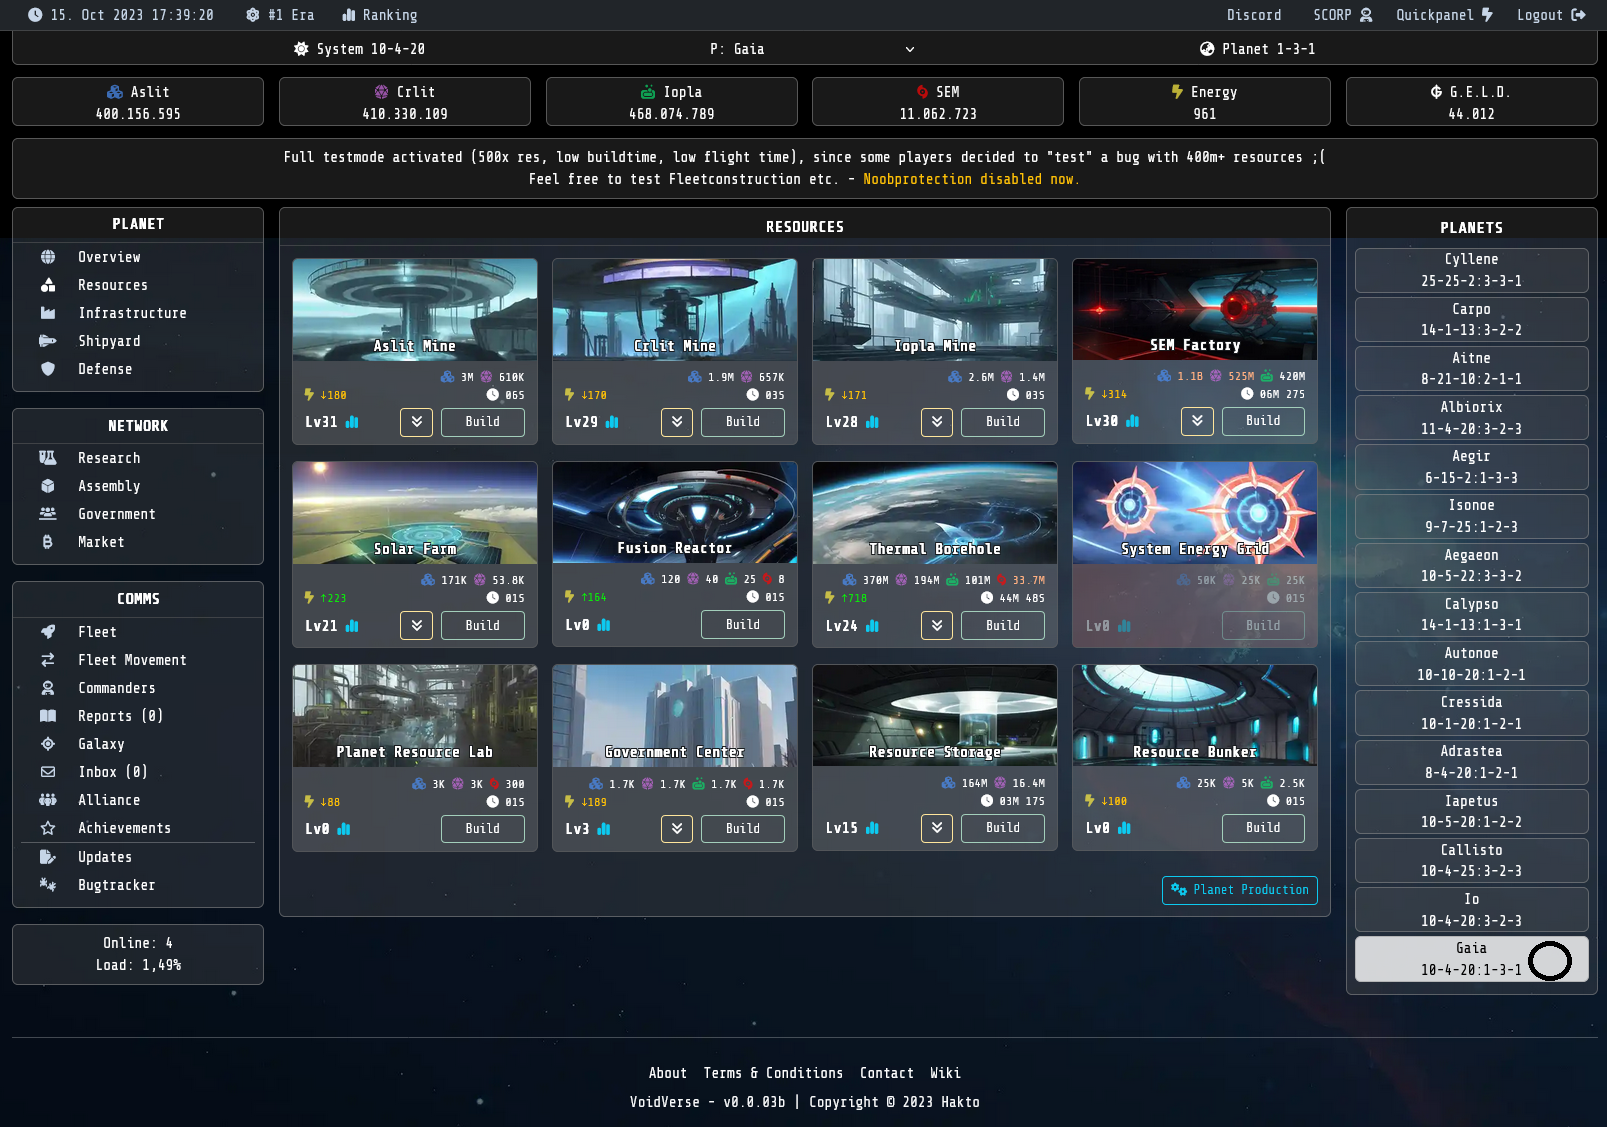 15. Oct 2023 17:39:20 #1 Era Ranking Discord SCORP Quickpanel Logout
System 10-4-20 P: Gaia Planet 1-3-1
Aslit Crlit Iopla SEM Energy G.E.L.D.
400.156.595 410.330.109 468.074.789 11.062.723 961 44.012
Full testmode activated (500x res, low buildtime, low flight time), since some players decided to "test" a bug with 400m+ resources ;(
Feel free to test Fleetconstruction etc. - Noobprotection disabled now.
PLANET
Overview
Resources
Infrastructure
Shipyard
Defense
NETWORK
Research
Assembly
Government
Market
COMMS
Fleet
Fleet Movement
Commanders
Reports (0)
Galaxy
Inbox (0)
Alliance
Achievements
Updates
Bugtracker
Online: 4
Load: 1,49%
RESOURCES
Aslit Mine
3M 610K
↓180 06S
Lv31 Build
Crlit Mine
1.9M 657K
↓170 03S
Lv29 Build
Iopla Mine
2.6M 1.4M
↓171 03S
Lv28 Build
SEM Factory
1.1B 525M 420M
↓314 06M 27S
Lv30 Build
Solar Farm
171K 53.8K
↑223 01S
Lv21 Build
Fusion Reactor
120 40 25 8
↑164 01S
Lv0 Build
Thermal Borehole
370M 194M 101M 33.7M
↑718 44M 48S
Lv24 Build
System Energy Grid
50K 25K 25K
01S
Lv0 Build
Planet Resource Lab
3K 3K 300
↓88 01S
Lv0 Build
Government Center
1.7K 1.7K 1.7K 1.7K
↓189 01S
Lv3 Build
Resource Storage
164M 16.4M
03M 17S
Lv15 Build
Resource Bunker
25K 5K 2.5K
↓100 01S
Lv0 Build
Planet Production
PLANETS
Cyllene
25-25-2:3-3-1
Carpo
14-1-13:3-2-2
Aitne
8-21-10:2-1-1
Albiorix
11-4-20:3-2-3
Aegir
6-15-2:1-3-3
Isonoe
9-7-25:1-2-3
Aegaeon
10-5-22:3-3-2
Calypso
14-1-13:1-3-1
Autonoe
10-10-20:1-2-1
Cressida
10-1-20:1-2-1
Adrastea
8-4-20:1-2-1
Iapetus
10-5-20:1-2-2
Callisto
10-4-25:3-2-3
Io
10-4-20:3-2-3
Gaia
10-4-20:1-3-1
About Terms & Conditions Contact Wiki
VoidVerse - v0.0.03b | Copyright © 2023 Hakto